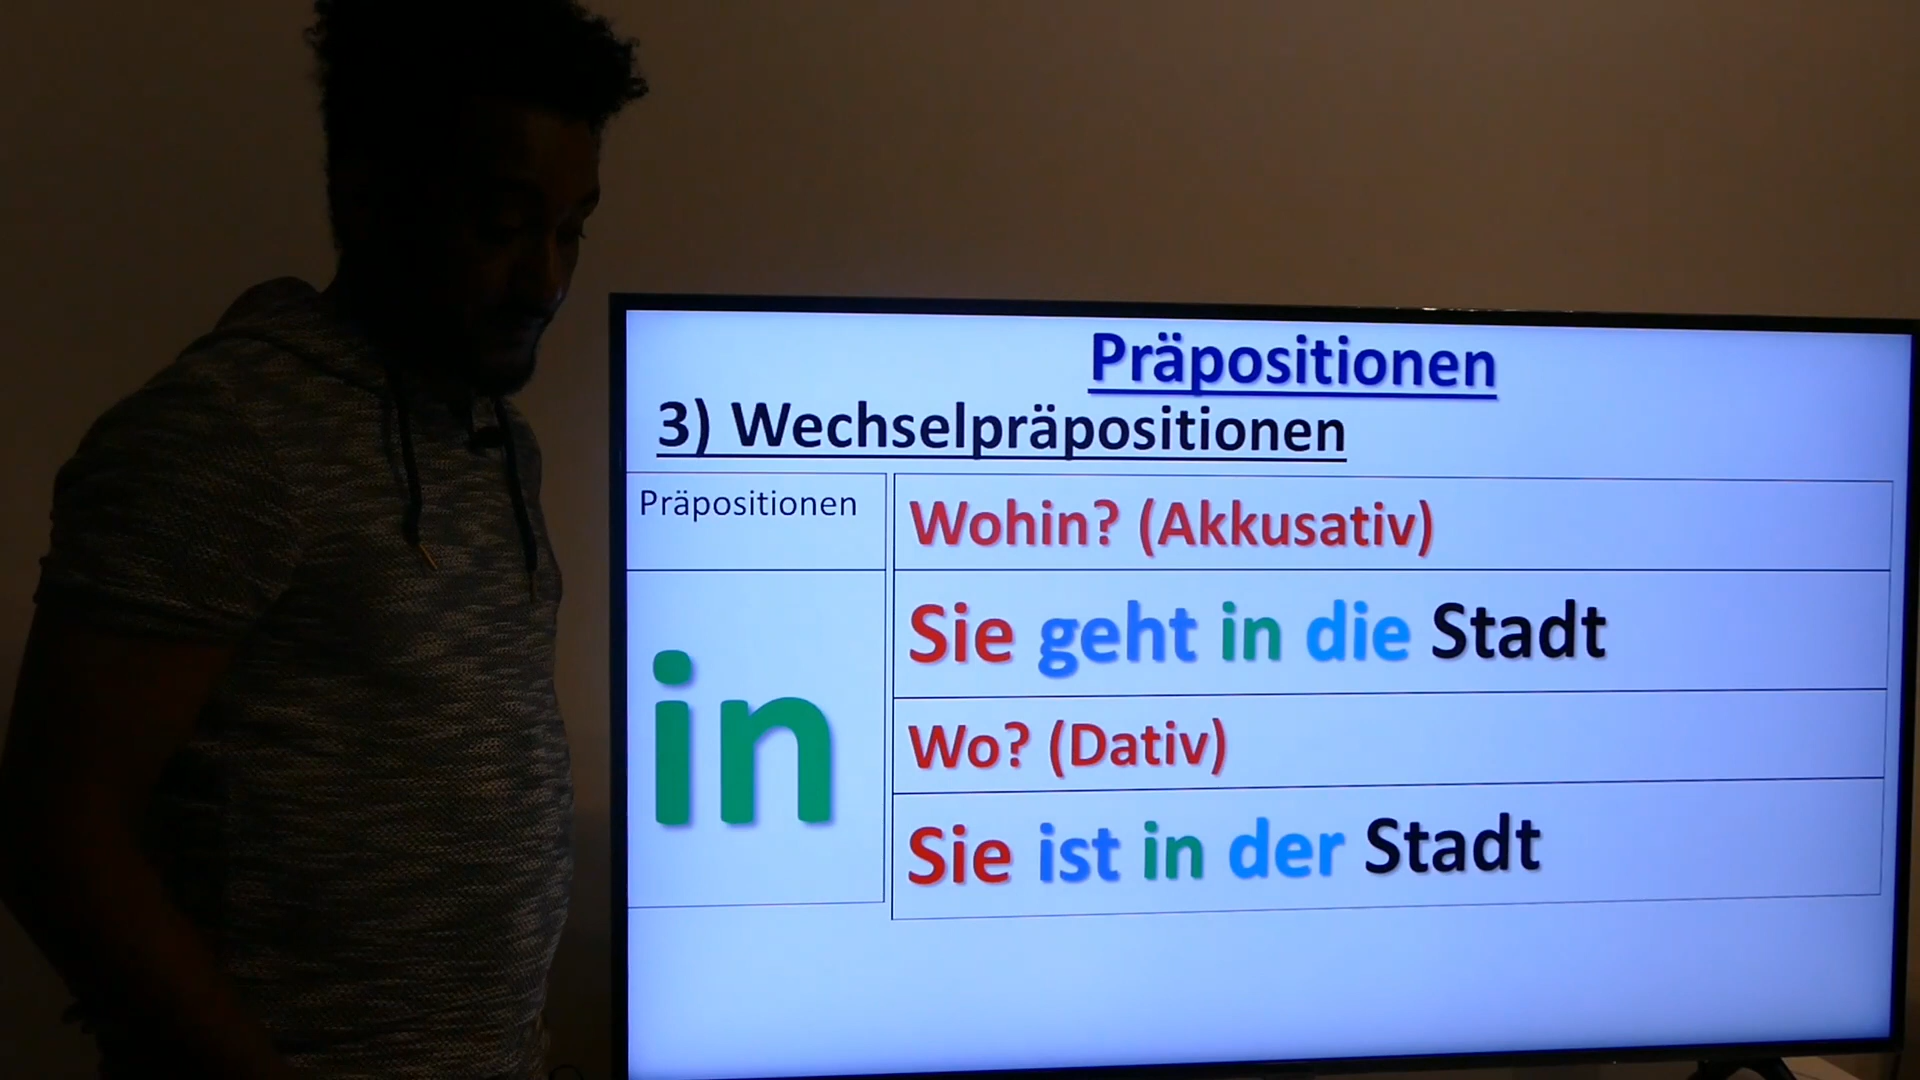 Präpositionen
3) Wechselpräpositionen
Präpositionen
Wohin? (Akkusativ)
in
Sie geht in die Stadt
Wo? (Dativ)
Sie ist in der Stadt